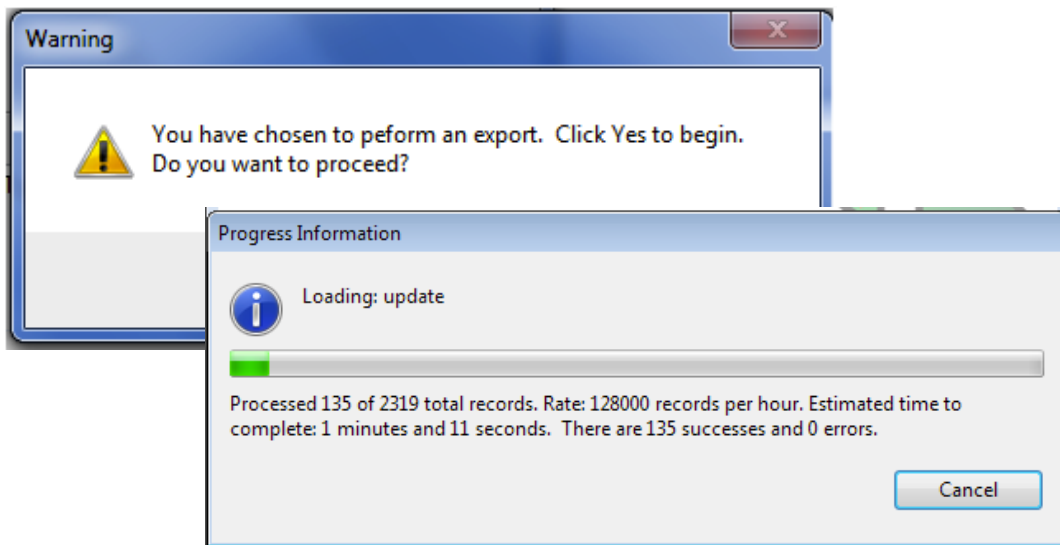 Warning
You have chosen to peform an export.  Click Yes to begin.
Do you want to proceed?
Progress Information
Loading: update
Processed 135 of 2319 total records. Rate: 128000 records per hour. Estimated time to
complete: 1 minutes and 11 seconds.  There are 135 successes and 0 errors.
Cancel